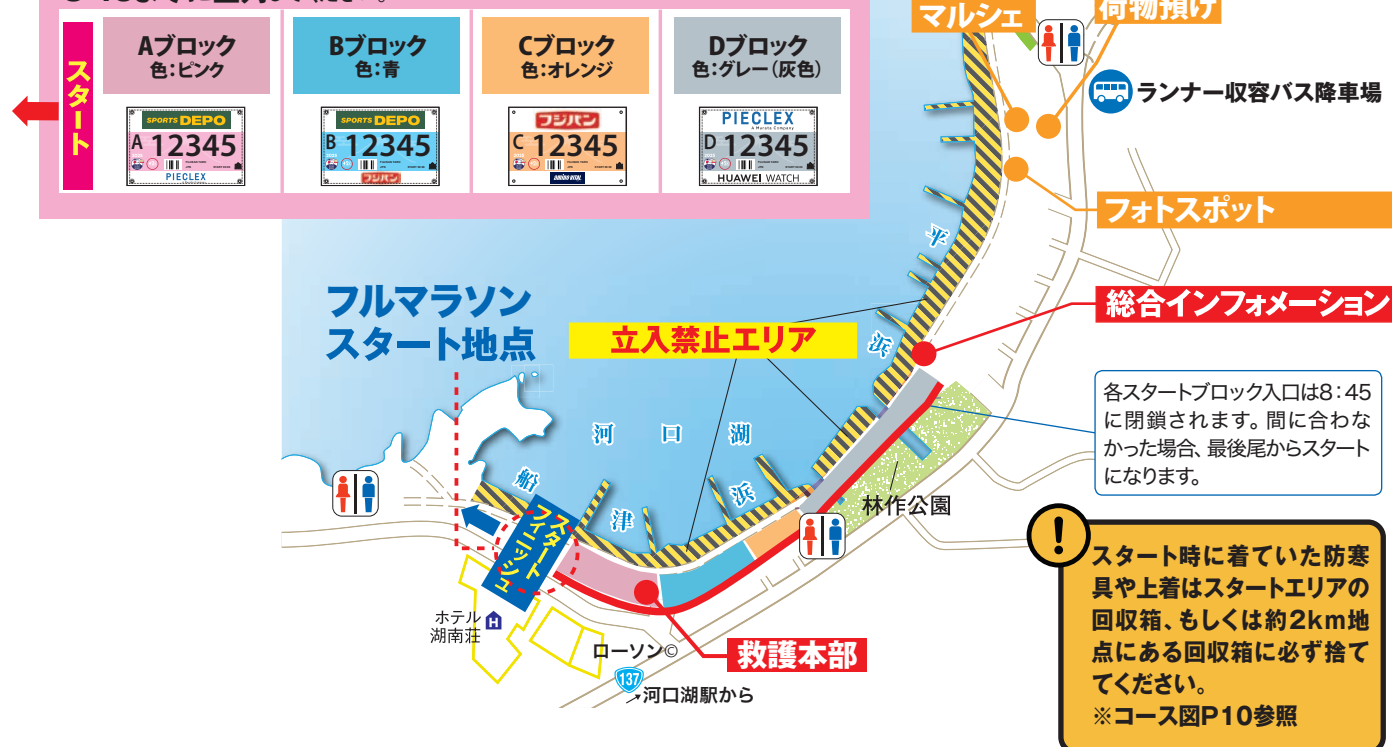 スタート
Aブロック
色:ピンク
Bブロック
色:青
Cブロック
色:オレンジ
Dブロック
色:グレー(灰色)
SPORTS DEPO
A 12345
PIECLEX
SPORTS DEPO
B 12345
フジパン
フジパン
C 12345
PIECLEX
A Murata Company
D 12345
HUAWEI WATCH
マルシェ
荷物預け
ランナー収容バス降車場
フォトスポット
総合インフォメーション
フルマラソン
スタート地点
立入禁止エリア
平浜
河口湖
船津浜
各スタートブロック入口は8:45
に閉鎖されます。間に合わな
かった場合、最後尾からスタート
になります。
林作公園
スタート
フィニッシュ
ホテル
湖南荘
H
ローソン©
救護本部
137
河口湖駅から
!
スタート時に着ていた防寒
具や上着はスタートエリアの
回収箱、もしくは約2km地
点にある回収箱に必ず捨て
てください。
※コース図P10参照